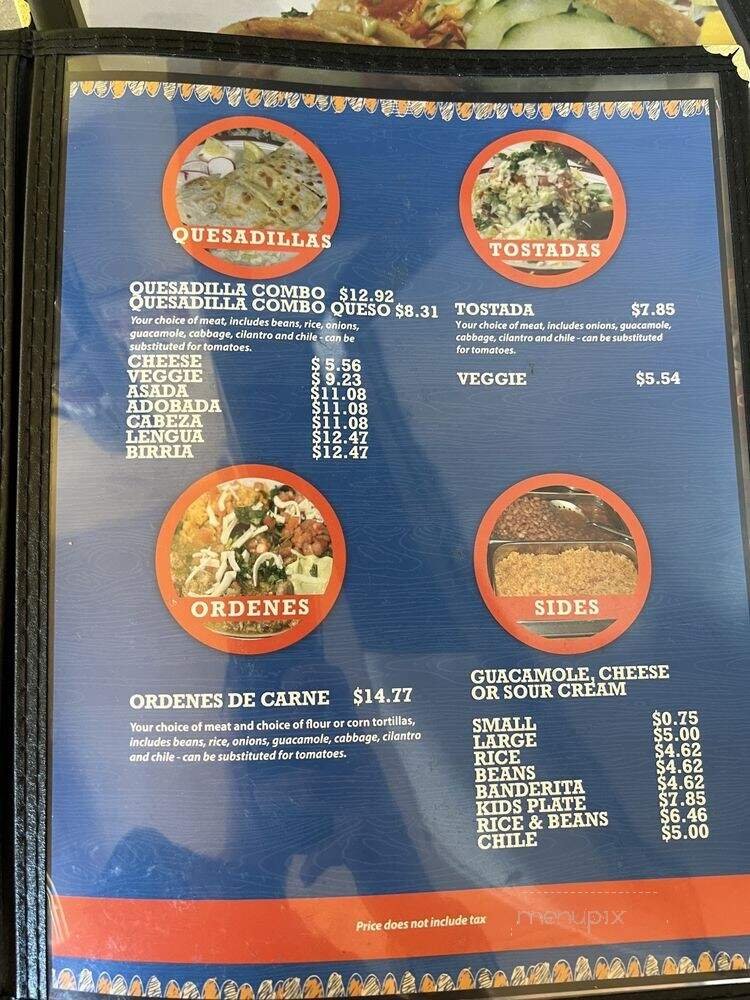 QUESADILLAS
QUESADILLA COMBO $12.92
QUESADILLA COMBO QUESO $8.31
Your choice of meat, includes beans, rice, onions,
guacamole, cabbage, cilantro and chile - can be
substituted for tomatoes.
CHEESE $5.56
VEGGIE $9.23
ASADA $11.08
ADOBADA $11.08
CABEZA $11.08
LENGUA $12.47
BIRRIA $12.47
TOSTADAS
TOSTADA $7.85
Your choice of meat, includes onions, guacamole,
cabbage, cilantro and chile - can be substituted
for tomatoes.
VEGGIE $5.54
ORDENES
ORDENES DE CARNE $14.77
Your choice of meat and choice of flour or corn tortillas,
includes beans, rice, onions, guacamole, cabbage, cilantro
and chile - can be substituted for tomatoes.
SIDES
GUACAMOLE, CHEESE
OR SOUR CREAM
SMALL $0.75
LARGE $5.00
RICE $4.62
BEANS $4.62
BANDERITA $4.62
KIDS PLATE $7.85
RICE & BEANS $6.46
CHILE $5.00
Price does not include tax
menupix